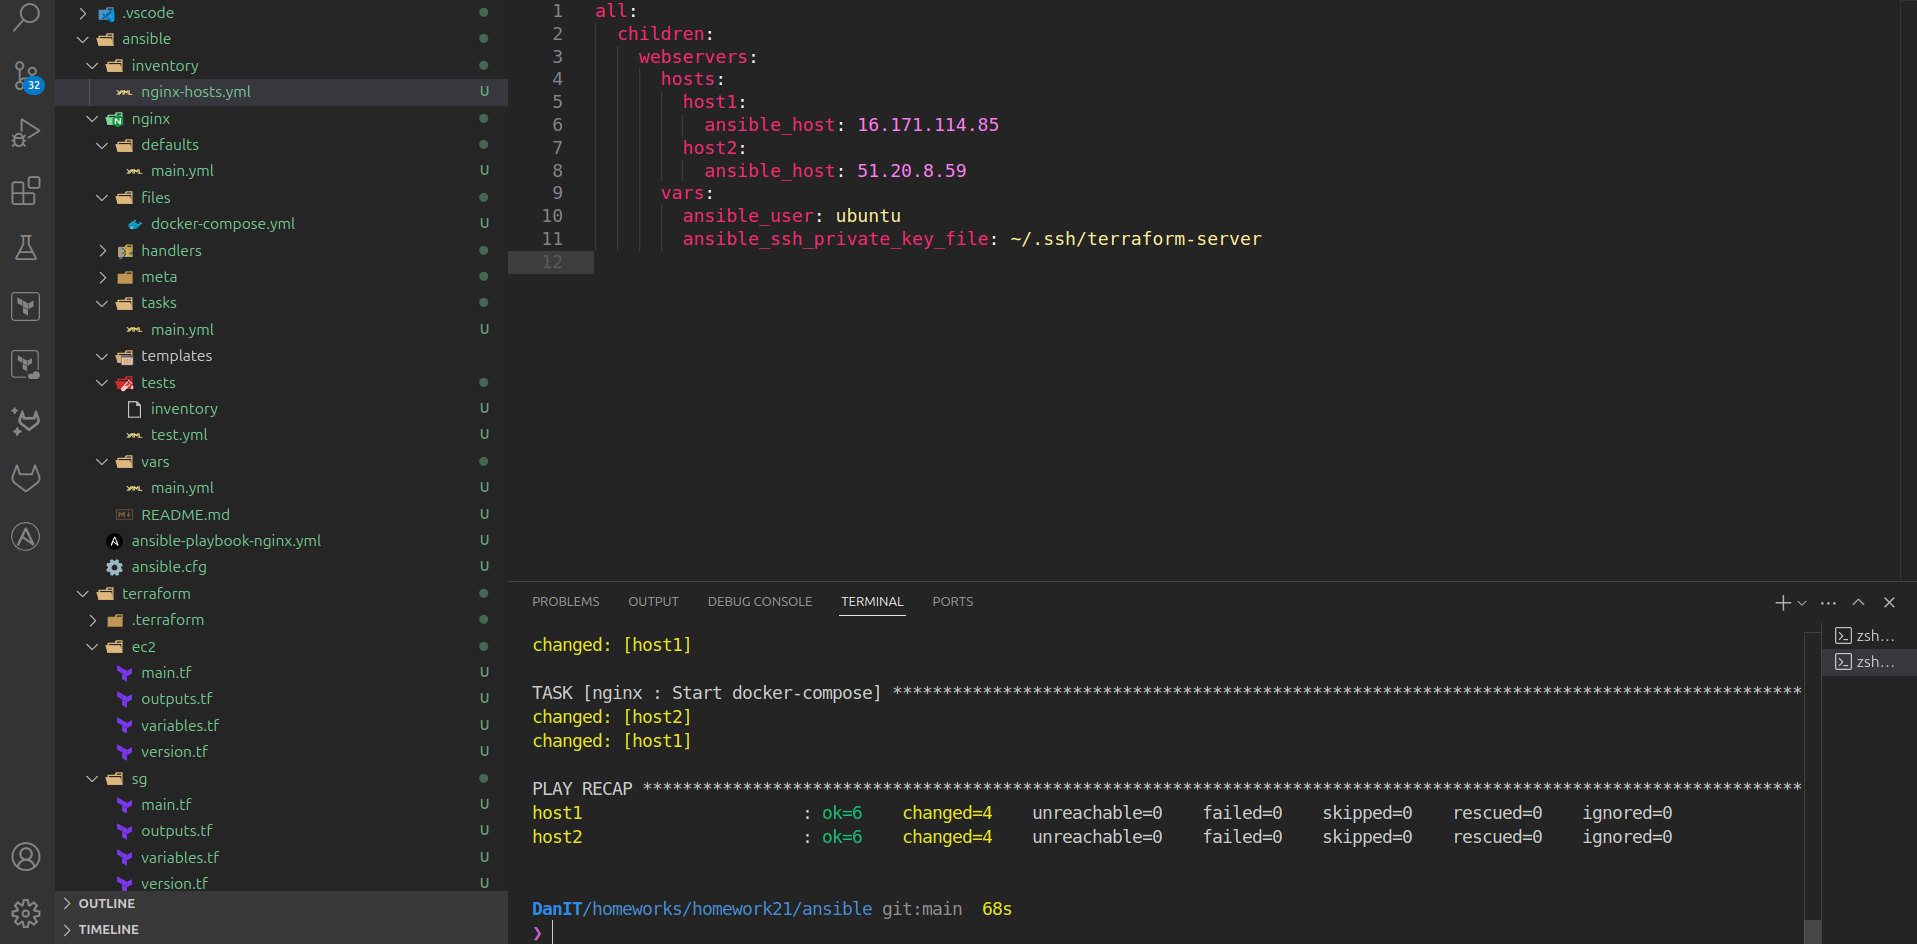 .vscode
ansible
inventory
nginx-hosts.yml U
nginx
defaults
main.yml U
files
docker-compose.yml U
handlers
meta
tasks
main.yml U
templates
tests
inventory U
test.yml U
vars
main.yml U
README.md U
ansible-playbook-nginx.yml U
ansible.cfg U
terraform
.terraform
ec2
main.tf U
outputs.tf U
variables.tf U
version.tf U
sg
main.tf U
outputs.tf U
variables.tf U
version.tf U
OUTLINE
TIMELINE
32
1 all:
2 children:
3 webservers:
4 hosts:
5 host1:
6 ansible_host: 16.171.114.85
7 host2:
8 ansible_host: 51.20.8.59
9 vars:
10 ansible_user: ubuntu
11 ansible_ssh_private_key_file: ~/.ssh/terraform-server
12
PROBLEMS OUTPUT DEBUG CONSOLE TERMINAL PORTS
changed: [host1]
TASK [nginx : Start docker-compose] *******************************************************************************************
changed: [host2]
changed: [host1]
PLAY RECAP ********************************************************************************************************************
host1 : ok=6 changed=4 unreachable=0 failed=0 skipped=0 rescued=0 ignored=0
host2 : ok=6 changed=4 unreachable=0 failed=0 skipped=0 rescued=0 ignored=0
DanIT/homeworks/homework21/ansible git:main 68s
❯
zsh...
zsh...